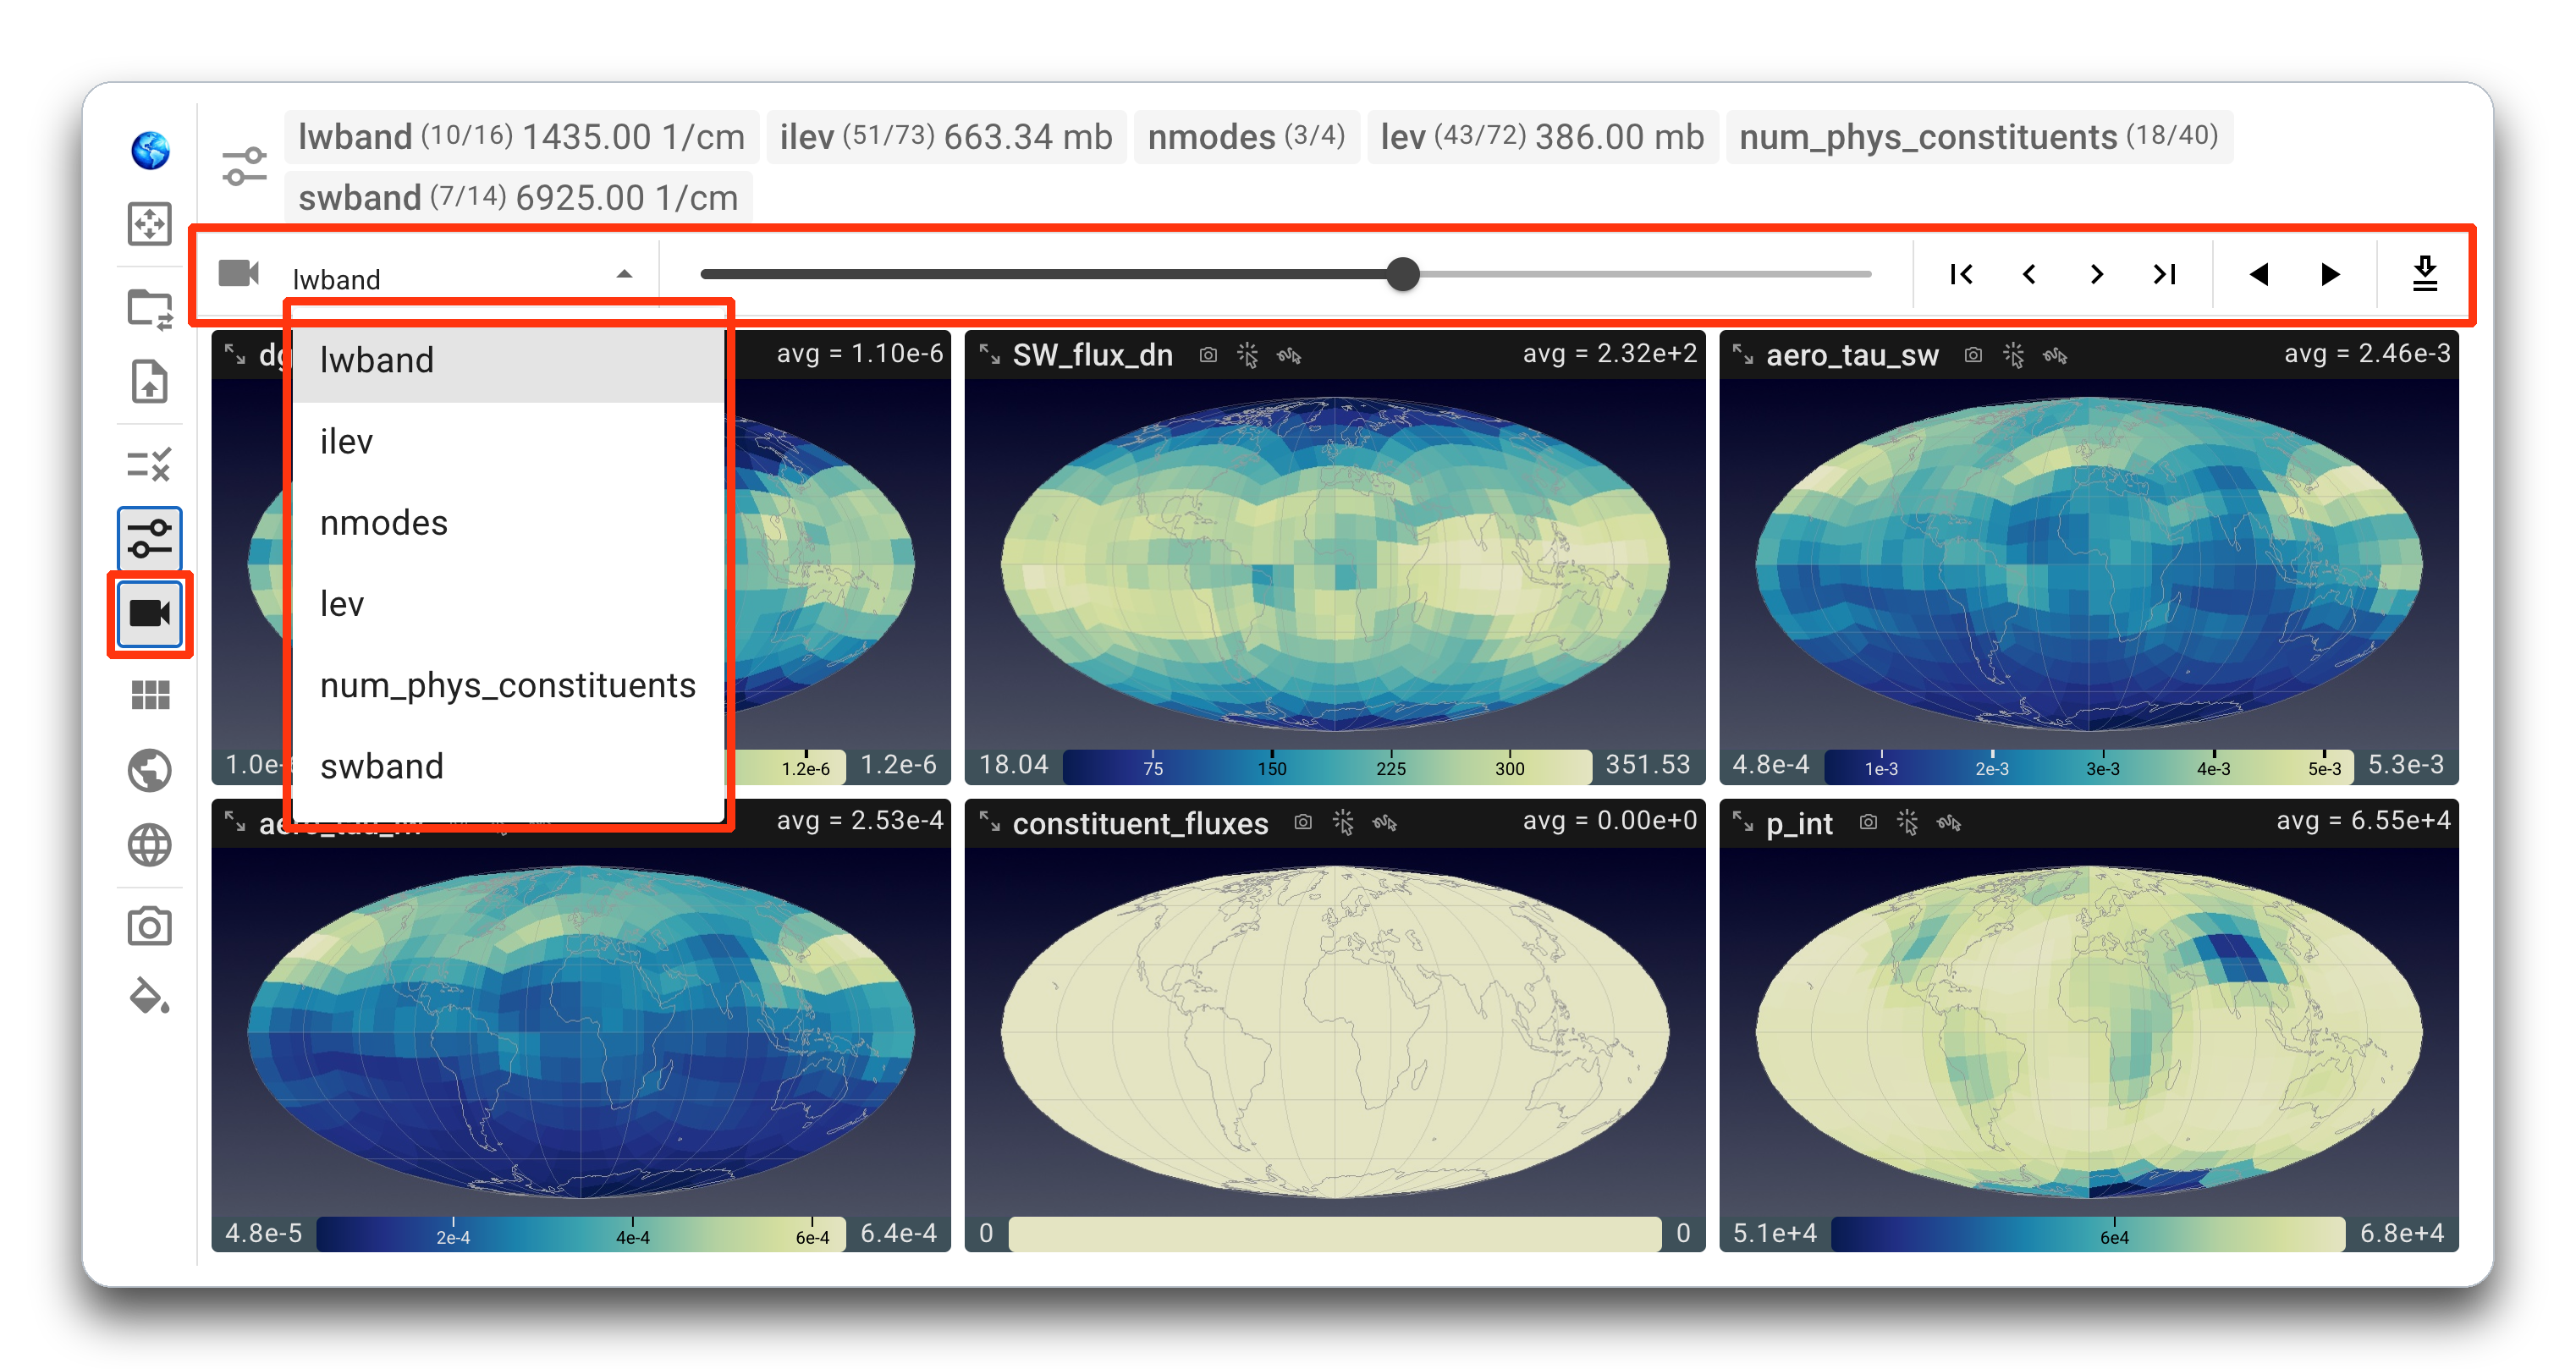 lwband (10/16) 1435.00 1/cm ilev (51/73) 663.34 mb nmodes (3/4) lev (43/72) 386.00 mb num_phys_constituents (18/40)
swband (7/14) 6925.00 1/cm
lwband
lwband
ilev
nmodes
lev
num_phys_constituents
swband
avg = 1.10e-6
1.2e-6 1.2e-6
SW_flux_dn avg = 2.32e+2
18.04 75 150 225 300 351.53
aero_tau_sw avg = 2.46e-3
4.8e-4 1e-3 2e-3 3e-3 4e-3 5e-3 5.3e-3
avg = 2.53e-4
4.8e-5 2e-4 4e-4 6e-4 6.4e-4
constituent_fluxes avg = 0.00e+0
0 0
p_int avg = 6.55e+4
5.1e+4 6e4 6.8e+4